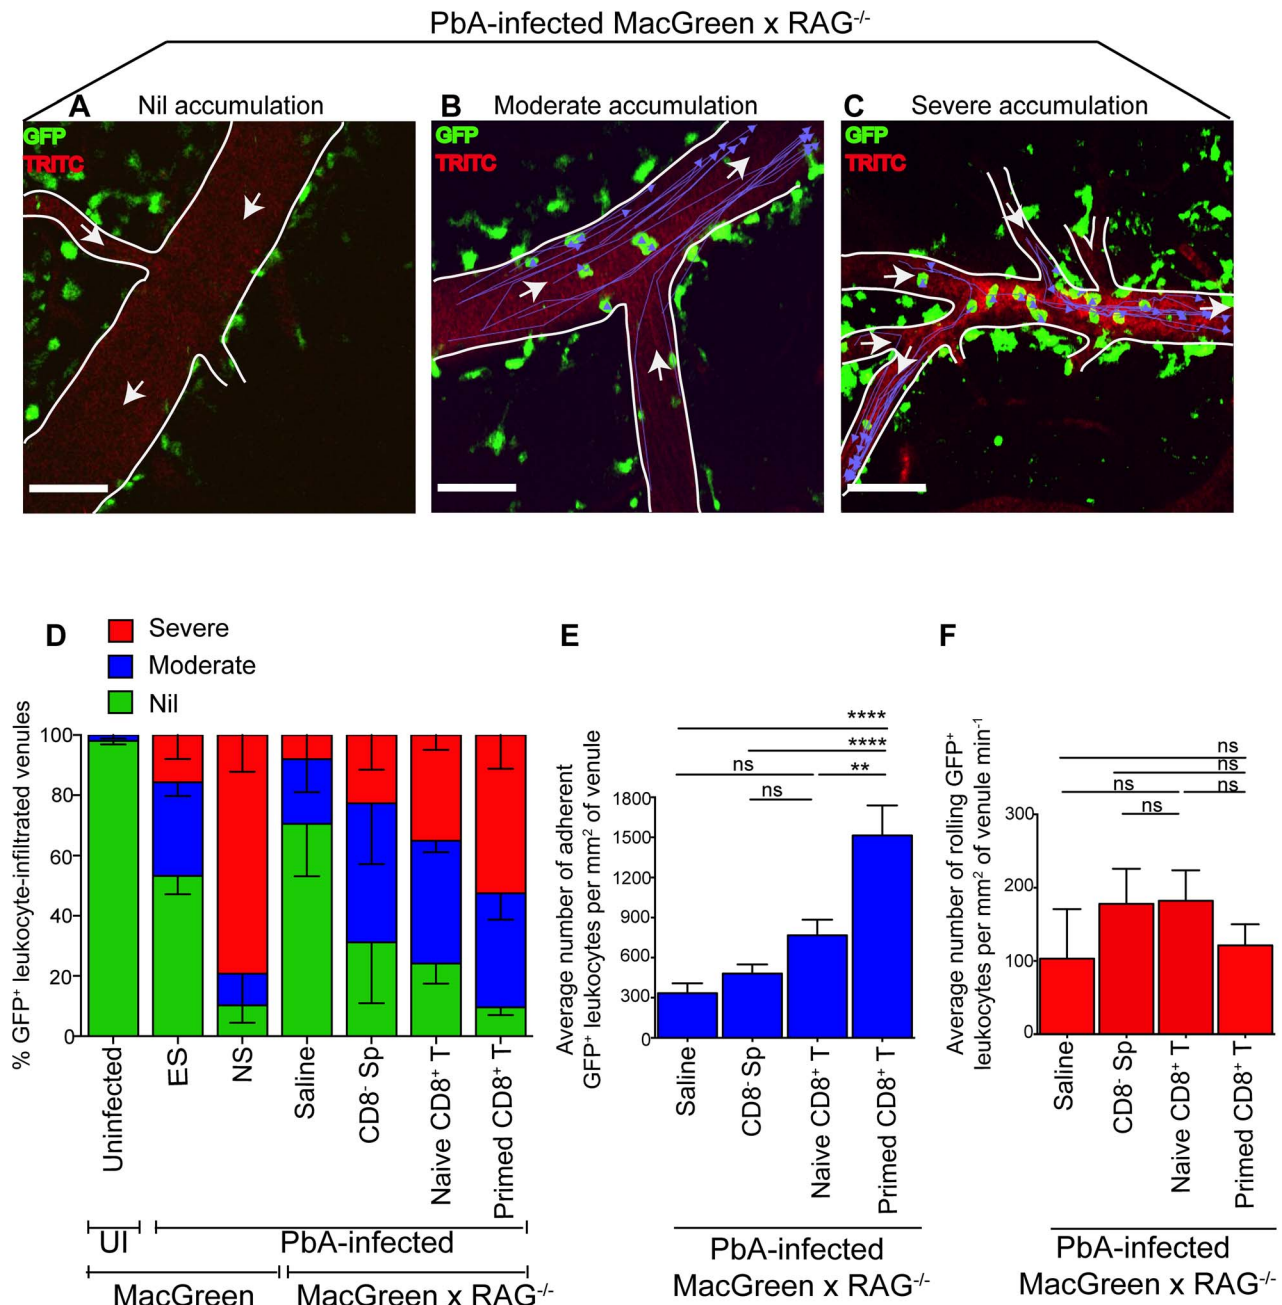 PbA-infected MacGreen x RAG-/-
A Nil accumulation
B Moderate accumulation
C Severe accumulation
GFP
TRITC
GFP
TRITC
GFP
TRITC
D
Severe
Moderate
Nil
% GFP+ leukocyte-infiltrated venules
100
80
60
40
20
0
Uninfected
ES
NS
Saline
CD8- Sp
Naive CD8+ T
Primed CD8+ T
UI
PbA-infected
MacGreen
MacGreen x RAG-/-
E
Average number of adherent
GFP+ leukocytes per mm2 of venule
****
****
ns
**
ns
1800
1500
1200
900
600
300
0
Saline
CD8- Sp
Naive CD8+ T
Primed CD8+ T
PbA-infected
MacGreen x RAG-/-
F
Average number of rolling GFP+
leukocytes per mm2 of venule min-1
ns
ns
ns
ns
ns
300
200
100
0
Saline
CD8- Sp
Naive CD8+ T
Primed CD8+ T
PbA-infected
MacGreen x RAG-/-